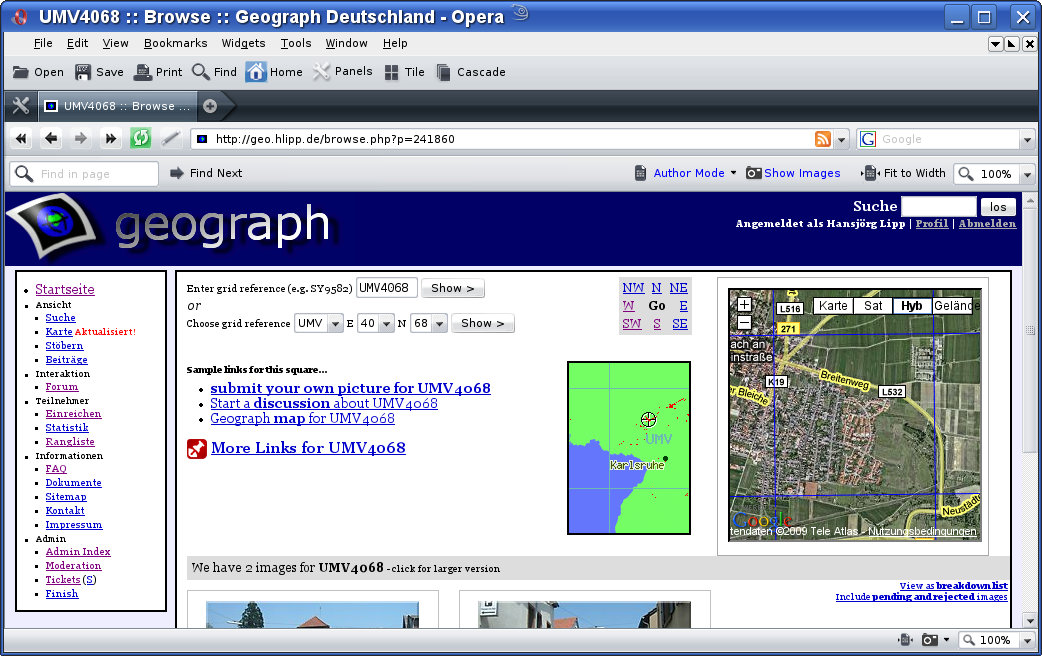 UMV4068 :: Browse :: Geograph Deutschland - Opera
File Edit View Bookmarks Widgets Tools Window Help
Open Save Print Find Home Panels Tile Cascade
UMV4068 :: Browse ...
http://geo.hlipp.de/browse.php?p=241860
G Google
Find in page Find Next Author Mode Show Images Fit to Width 100%
geograph
Suche los
Angemeldet als Hansjörg Lipp | Profil | Abmelden
Startseite
Ansicht
Suche
Karte Aktualisiert!
Stöbern
Beiträge
Interaktion
Forum
Teilnehmer
Einreichen
Statistik
Rangliste
Informationen
FAQ
Dokumente
Sitemap
Kontakt
Impressum
Admin
Admin Index
Moderation
Tickets (S)
Finish
Enter grid reference (e.g. SY9582) UMV4068 Show >
or
Choose grid reference UMV E 40 N 68 Show >
NW N NE
W Go E
SW S SE
Sample links for this square...
submit your own picture for UMV4068
Start a discussion about UMV4068
Geograph map for UMV4068
More Links for UMV4068
UMV
Karlsruhe
+ L516 Karte Sat Hyb Gelände
−
271
ach an
instraße
K19 Breitenweg
L532
er Bleiche
Neustädte
Google
tendaten ©2009 Tele Atlas - Nutzungsbedingungen
We have 2 images for UMV4068 - click for larger version
View as breakdown list
Include pending and rejected images
100%